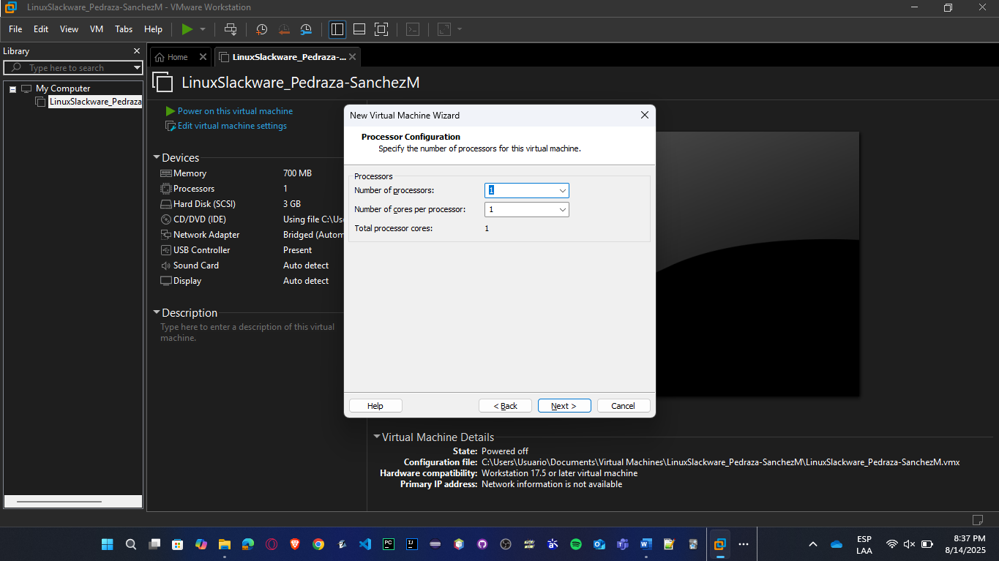 LinuxSlackware_Pedraza-SanchezM - VMware Workstation
File Edit View VM Tabs Help
Library
Type here to search
My Computer
LinuxSlackware_Pedraza
Home
LinuxSlackware_Pedraza-...
LinuxSlackware_Pedraza-SanchezM
Power on this virtual machine
Edit virtual machine settings
Devices
Memory 700 MB
Processors 1
Hard Disk (SCSI) 3 GB
CD/DVD (IDE) Using file C:\Us
Network Adapter Bridged (Autom
USB Controller Present
Sound Card Auto detect
Display Auto detect
Description
Type here to enter a description of this virtual
machine.
New Virtual Machine Wizard
Processor Configuration
Specify the number of processors for this virtual machine.
Processors
Number of processors: 1
Number of cores per processor: 1
Total processor cores: 1
Help < Back Next > Cancel
Virtual Machine Details
State: Powered off
Configuration file: C:\Users\Usuario\Documents\Virtual Machines\LinuxSlackware_Pedraza-SanchezM\LinuxSlackware_Pedraza-SanchezM.vmx
Hardware compatibility: Workstation 17.5 or later virtual machine
Primary IP address: Network information is not available
ESP
LAA
8:37 PM
8/14/2025